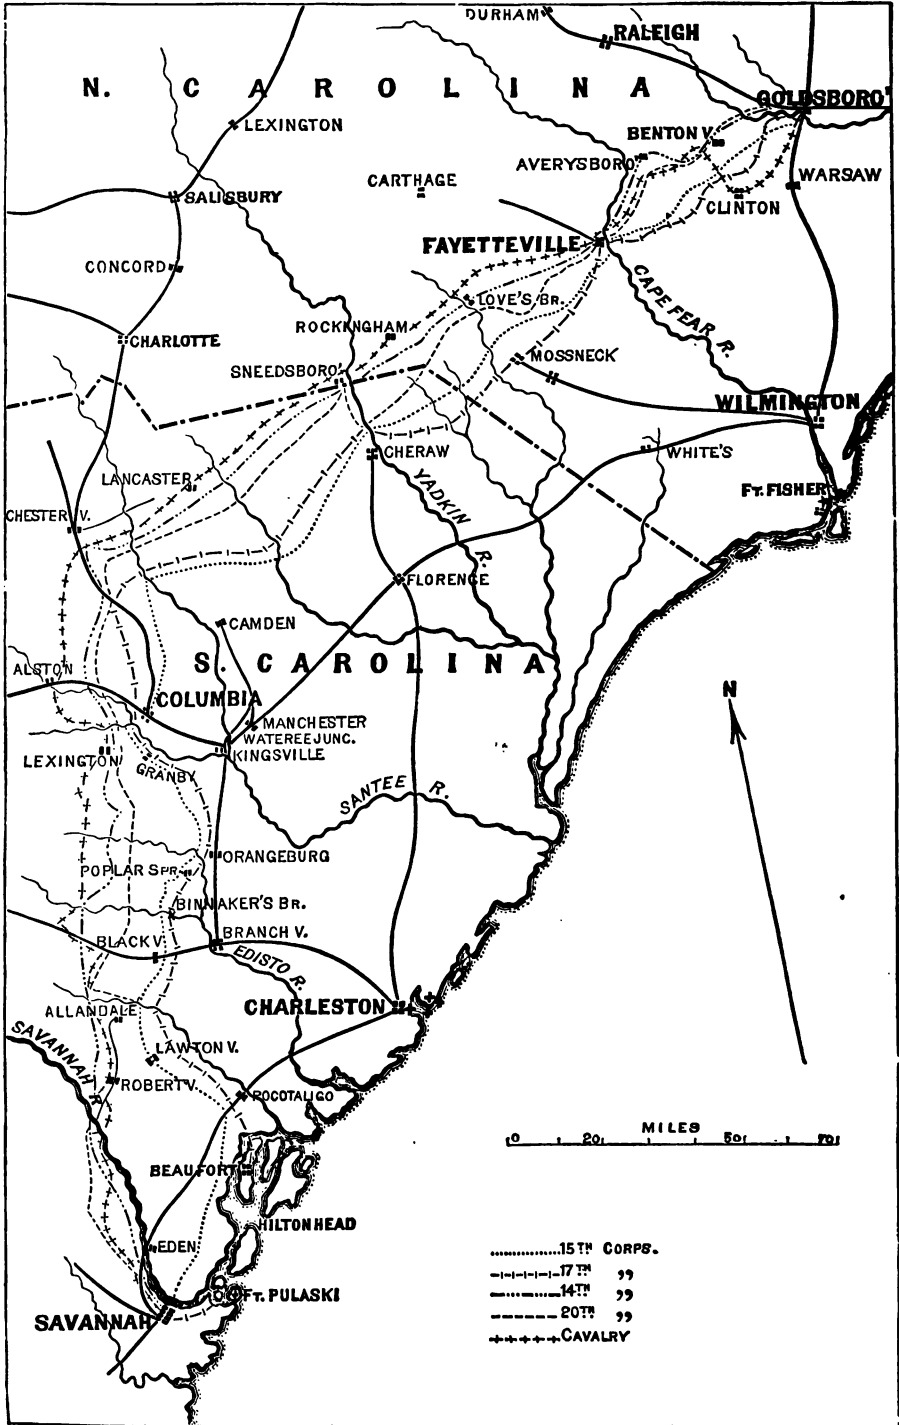 DURHAM
RALEIGH
N. CAROLINA
GOLDSBORO'
LEXINGTON
BENTON V.
AVERYSBORO
CARTHAGE
WARSAW
SALISBURY
CLINTON
FAYETTEVILLE
CONCORD
CAPE FEAR R.
LOVE'S BR.
ROCKINGHAM
CHARLOTTE
MOSSNECK
SNEEDSBORO'
WILMINGTON
CHERAW
WHITE'S
LANCASTER
YADKIN R.
FT. FISHER
CHESTER V.
FLORENCE
CAMDEN
S. CAROLINA
ALSTON
COLUMBIA
N
MANCHESTER
WATEREE JUNC.
KINGSVILLE
LEXINGTON
GRANBY
SANTEE R.
ORANGEBURG
POPLAR SPR.
BINNAKER'S BR.
BRANCH V.
BLACK V.
EDISTO R.
CHARLESTON
ALLANDALE
SAVANNAH R.
LAWTON V.
ROBERT V.
POCOTALIGO
MILES
0 20 50 70
BEAUFORT
HILTON HEAD
EDEN
15TH CORPS.
17TH ,,
14TH ,,
20TH ,,
CAVALRY
FT. PULASKI
SAVANNAH